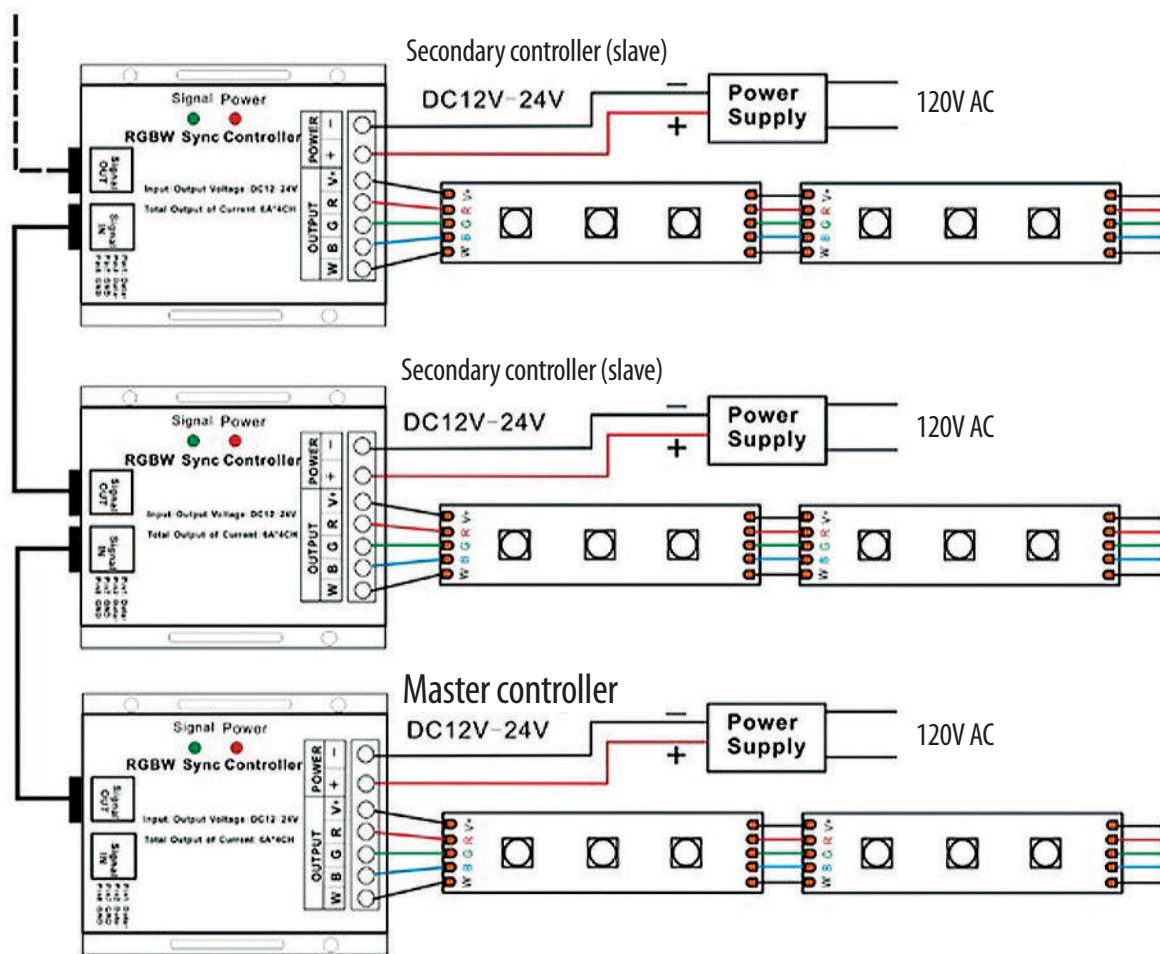 Secondary controller (slave)
Signal Power
RGBW Sync Controller
Signal OUT
Signal IN
Input Output Voltage DC12-24V
Total Output of Current 6A*4CH
POWER - +
OUTPUT V+ R G B W
DC12V-24V
-
+
Power
Supply
120V AC
V+ R G B W
V+ R G B W
Secondary controller (slave)
Signal Power
RGBW Sync Controller
Signal OUT
Signal IN
Input Output Voltage DC12-24V
Total Output of Current 6A*4CH
POWER - +
OUTPUT V+ R G B W
DC12V-24V
-
+
Power
Supply
120V AC
V+ R G B W
V+ R G B W
Master controller
Signal Power
RGBW Sync Controller
Signal OUT
Signal IN
Input Output Voltage DC12-24V
Total Output of Current 6A*4CH
POWER - +
OUTPUT V+ R G B W
DC12V-24V
-
+
Power
Supply
120V AC
V+ R G B W
V+ R G B W